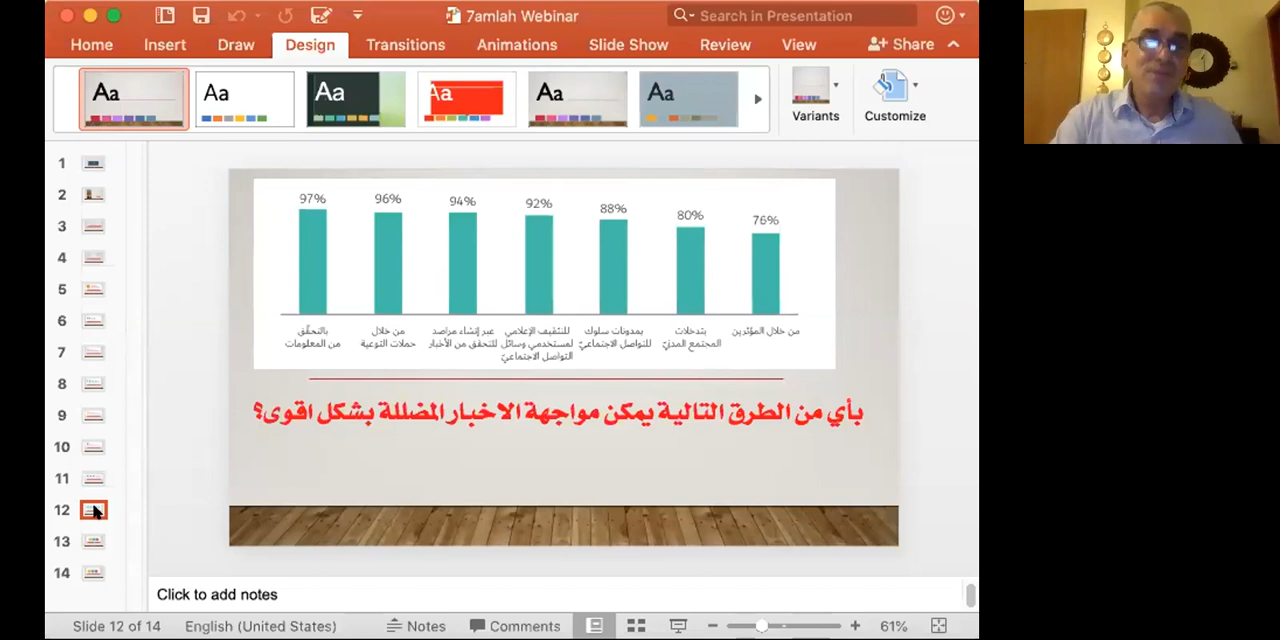 7amlah Webinar
Search in Presentation
Home Insert Draw Design Transitions Animations Slide Show Review View Share
Aa Aa Aa Aa Aa Aa
Variants
Customize
1
2
3
4
5
6
7
8
9
10
11
12
13
14
97% 96% 94% 92% 88% 80% 76%
بالتحقّق
من المعلومات
من خلال
حملات التوعية
عبر إنشاء مراصد
للتحقق من الأخبار
للتثقيف الإعلامي
لمستخدمي وسائل
التواصل الاجتماعيّ
بمدونات سلوك
للتواصل الاجتماعيّ
بتدخلات
المجتمع المدنيّ
من خلال المؤثرين
بأي من الطرق التالية يمكن مواجهة الاخبار المضللة بشكل اقوى؟
Click to add notes
Slide 12 of 14 English (United States) Notes Comments 61%